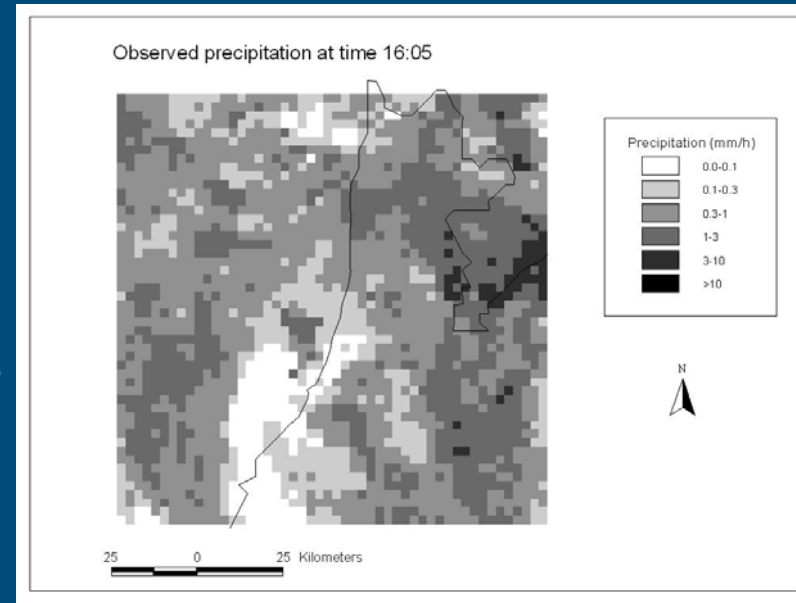 Observed precipitation at time 16:05
Precipitation (mm/h)
0.0-0.1
0.1-0.3
0.3-1
1-3
3-10
>10
N
25 0 25 Kilometers